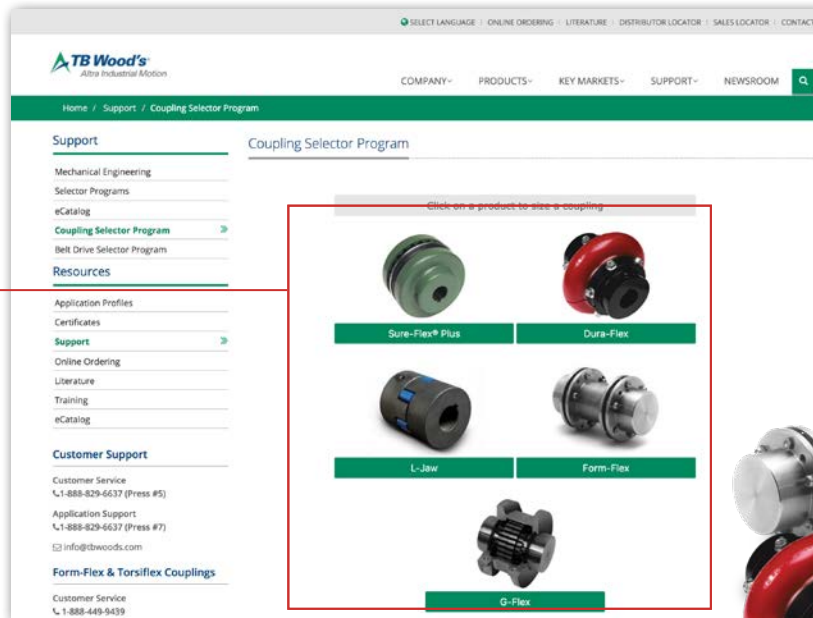 SELECT LANGUAGE | ONLINE ORDERING | LITERATURE | DISTRIBUTOR LOCATOR | SALES LOCATOR | CONTACT
TB Wood's
Altra Industrial Motion
COMPANY PRODUCTS KEY MARKETS SUPPORT NEWSROOM
Home / Support / Coupling Selector Program
Support
Mechanical Engineering
Selector Programs
eCatalog
Coupling Selector Program
Belt Drive Selector Program
Resources
Application Profiles
Certificates
Support
Online Ordering
Literature
Training
eCatalog
Customer Support
Customer Service
1-888-829-6637 (Press #5)
Application Support
1-888-829-6637 (Press #7)
info@tbwoods.com
Form-Flex & Torsiflex Couplings
Customer Service
1-888-449-9439
Coupling Selector Program
Click on a product to size a coupling
Sure-Flex® Plus Dura-Flex
L-Jaw Form-Flex
G-Flex